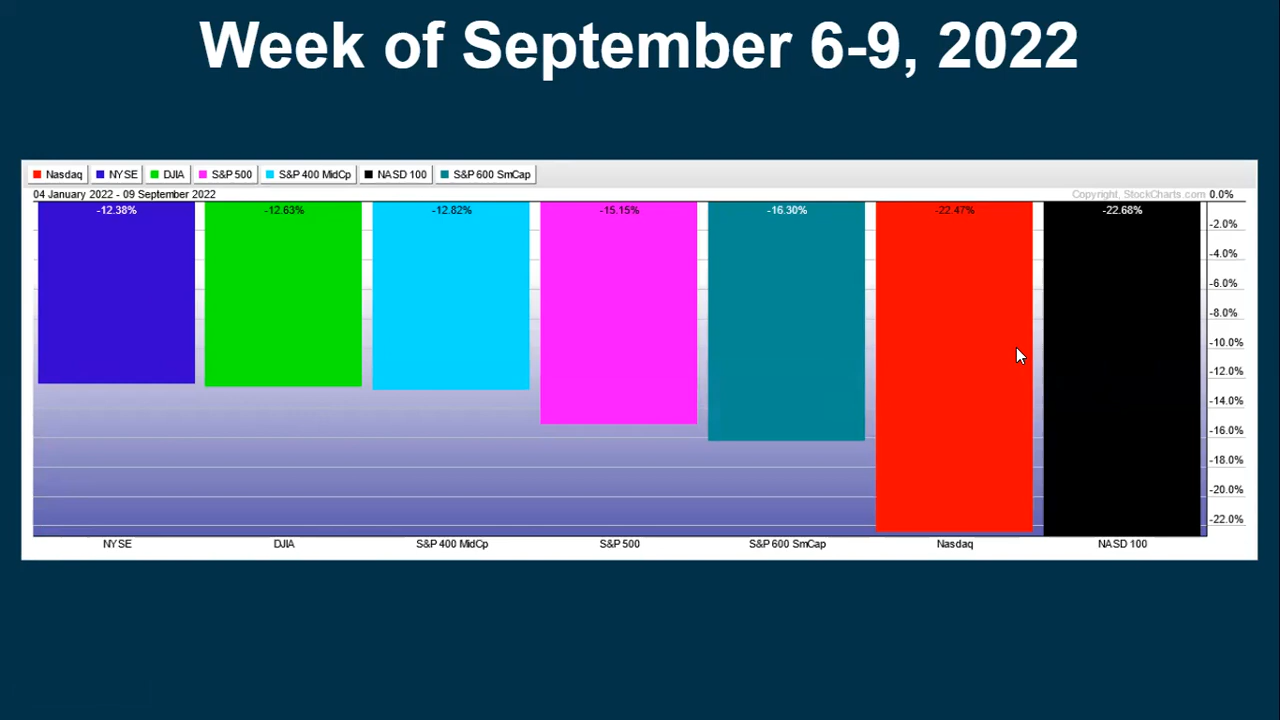 Week of September 6-9, 2022
Nasdaq NYSE DJIA S&P 500 S&P 400 MidCp NASD 100 S&P 600 SmCap
04 January 2022 - 09 September 2022 Copyright, StockCharts.com 0.0%
-12.38% -12.63% -12.82% -15.15% -16.30% -22.47% -22.68%
-2.0%
-4.0%
-6.0%
-8.0%
-10.0%
-12.0%
-14.0%
-16.0%
-18.0%
-20.0%
-22.0%
NYSE DJIA S&P 400 MidCp S&P 500 S&P 600 SmCap Nasdaq NASD 100